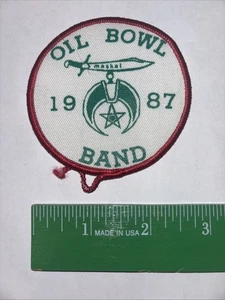 OIL BOWL
maskat
19 87
BAND
1 MADE IN USA 2 3